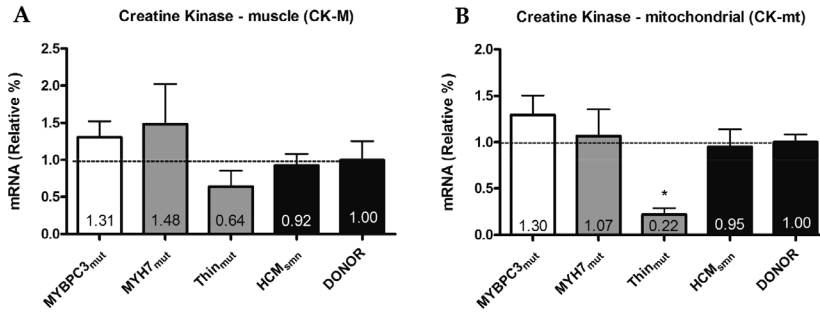 A
Creatine Kinase - muscle (CK-M)
mRNA (Relative %)
2.5
2.0
1.5
1.0
0.5
0.0
1.31
1.48
0.64
0.92
1.00
MYBPC3mut
MYH7mut
Thinmut
HCMsmn
DONOR
B
Creatine Kinase - mitochondrial (CK-mt)
mRNA (Relative %)
2.0
1.5
1.0
0.5
0.0
*
1.30
1.07
0.22
0.95
1.00
MYBPC3mut
MYH7mut
Thinmut
HCMsmn
DONOR